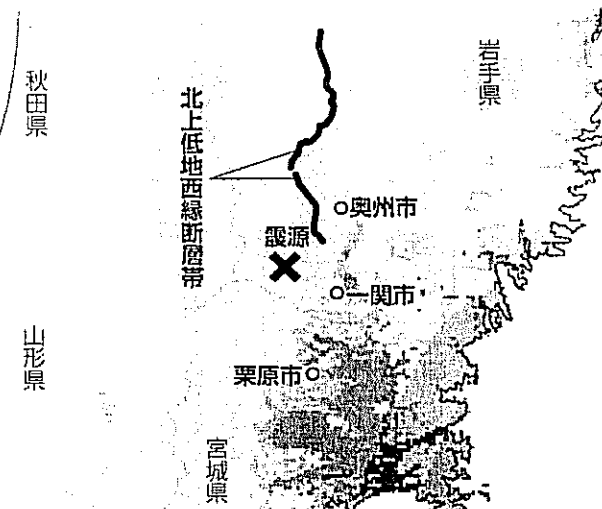 秋田県
岩手県
北上低地西縁断層帯
奥州市
震源
一関市
山形県
栗原市
宮城県